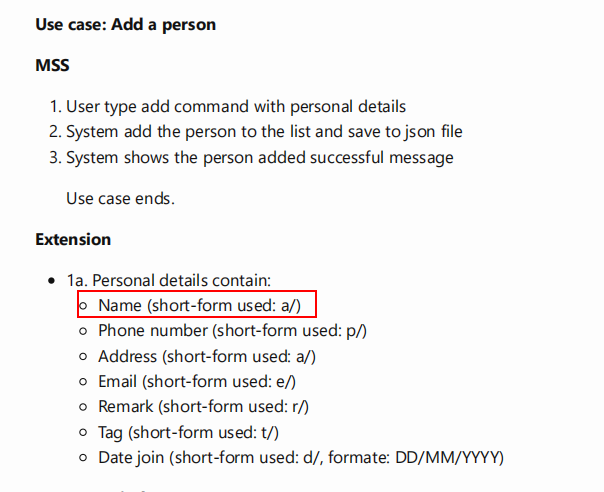 Use case: Add a person
MSS
1. User type add command with personal details
2. System add the person to the list and save to json file
3. System shows the person added successful message
Use case ends.
Extension
1a. Personal details contain:
Name (short-form used: a/)
Phone number (short-form used: p/)
Address (short-form used: a/)
Email (short-form used: e/)
Remark (short-form used: r/)
Tag (short-form used: t/)
Date join (short-form used: d/, formate: DD/MM/YYYY)